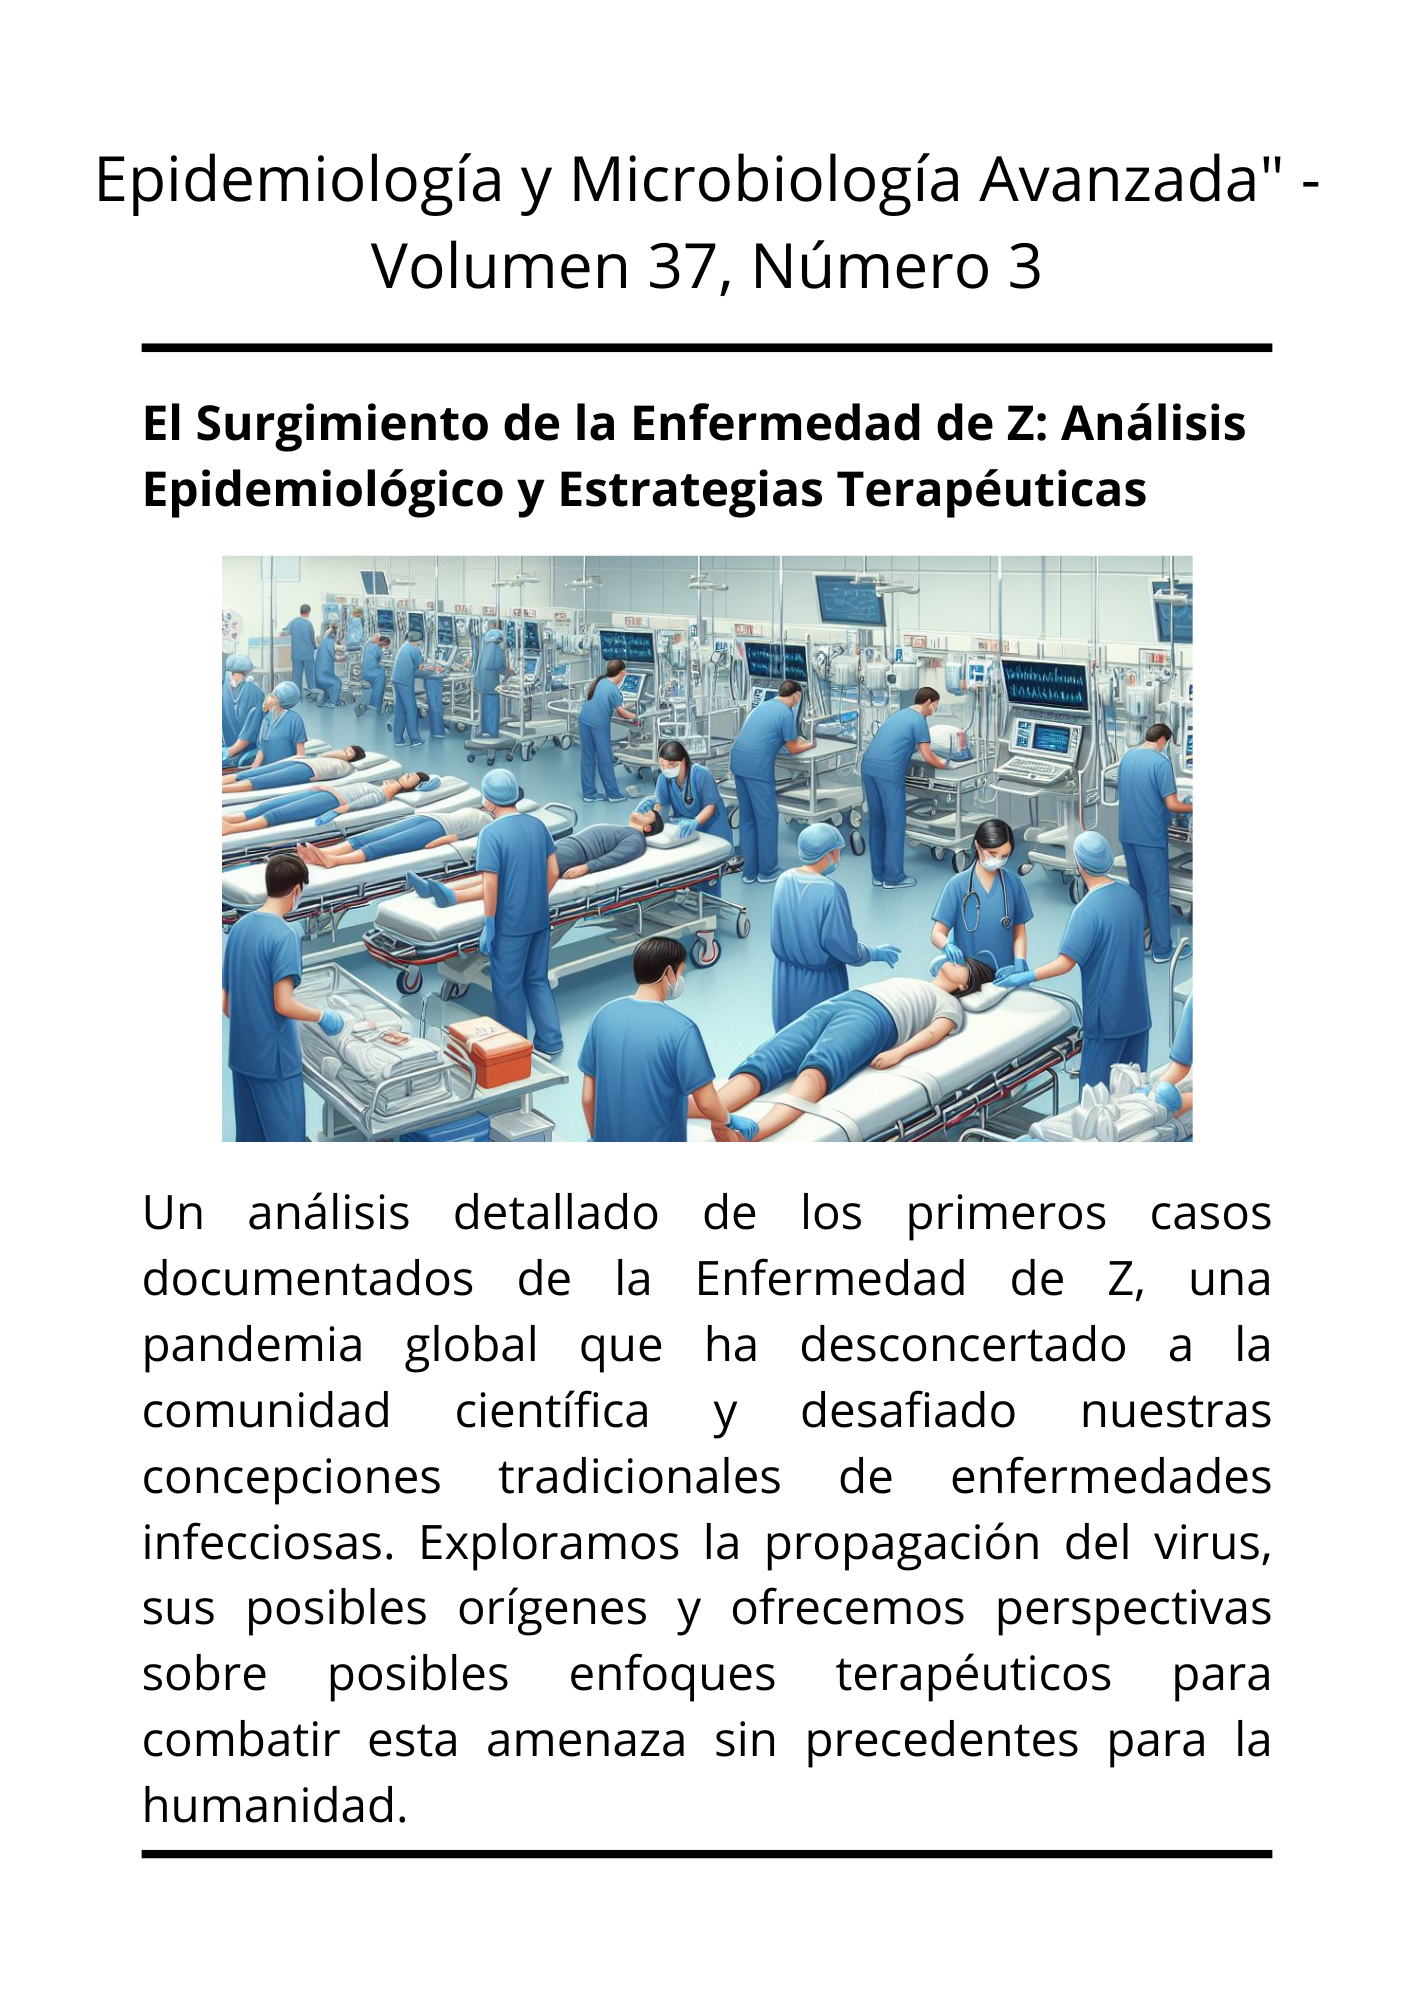 Epidemiología y Microbiología Avanzada" -
Volumen 37, Número 3
El Surgimiento de la Enfermedad de Z: Análisis
Epidemiológico y Estrategias Terapéuticas
Un análisis detallado de los primeros casos
documentados de la Enfermedad de Z, una
pandemia global que ha desconcertado a la
comunidad científica y desafiado nuestras
concepciones tradicionales de enfermedades
infecciosas. Exploramos la propagación del virus,
sus posibles orígenes y ofrecemos perspectivas
sobre posibles enfoques terapéuticos para
combatir esta amenaza sin precedentes para la
humanidad.